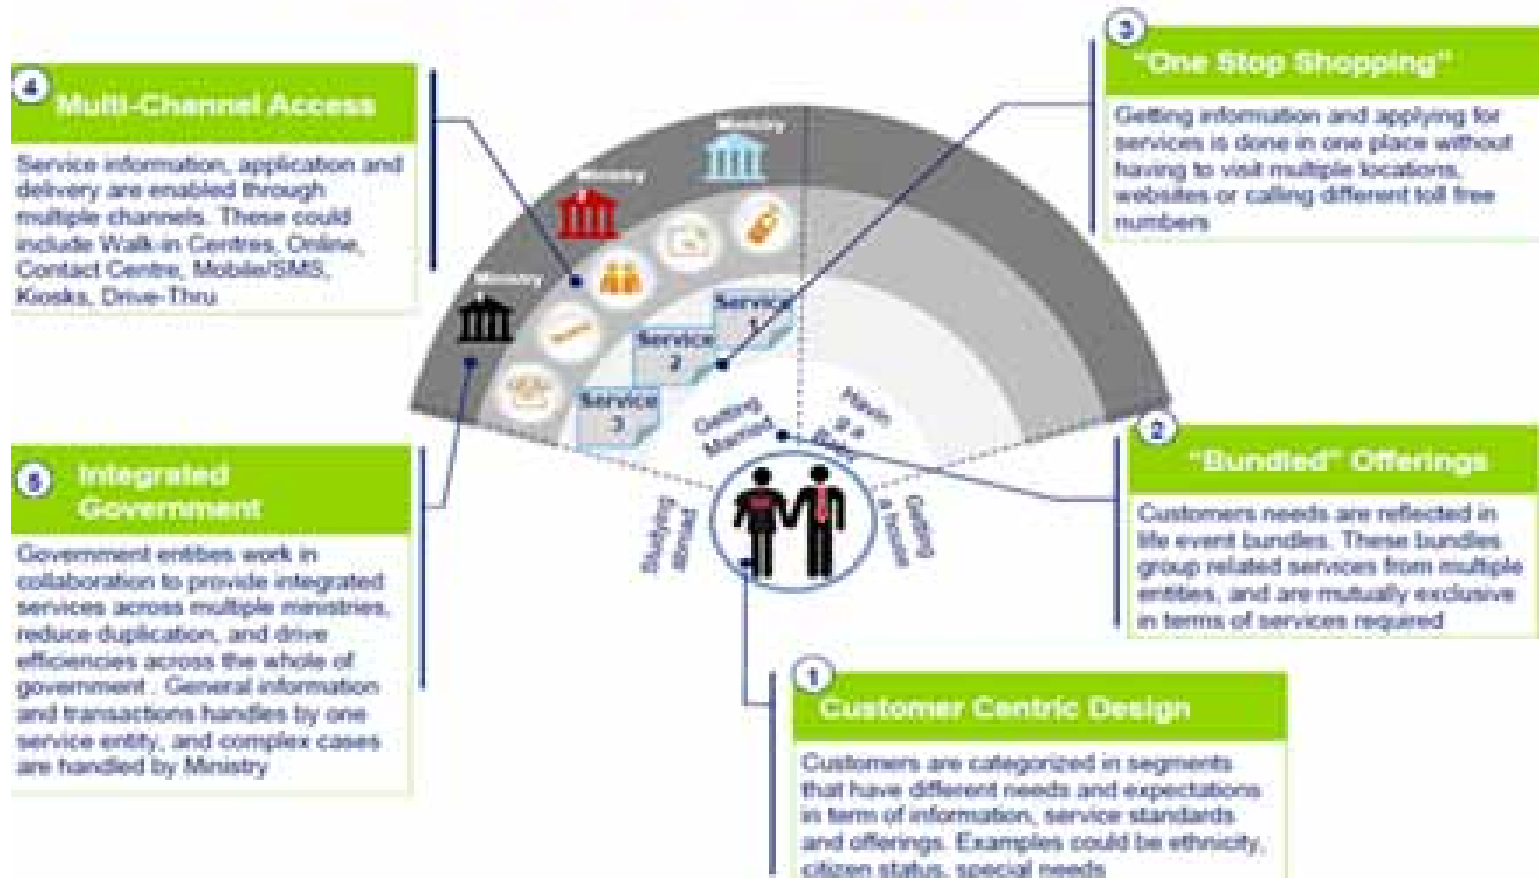 4
Multi-Channel Access
Service information, application and
delivery are enabled through
multiple channels. These could
include Walk-in Centres, Online,
Contact Centre, Mobile/SMS,
Kiosks, Drive-Thru
3
"One Stop Shopping"
Getting information and applying for
services is done in one place without
having to visit multiple locations,
websites or calling different toll free
numbers
Ministry
Ministry
Ministry
Service
1
Service
2
Service
3
Getting
Married
Havin
g a
Baby
Studying
abroad
Getting
a house
5
Integrated
Government
Government entities work in
collaboration to provide integrated
services across multiple ministries,
reduce duplication, and drive
efficiencies across the whole of
government. General information
and transactions handles by one
service entity, and complex cases
are handled by Ministry
2
"Bundled" Offerings
Customers needs are reflected in
life event bundles. These bundles
group related services from multiple
entities, and are mutually exclusive
in terms of services required
1
Customer Centric Design
Customers are categorized in segments
that have different needs and expectations
in term of information, service standards
and offerings. Examples could be ethnicity,
citizen status, special needs